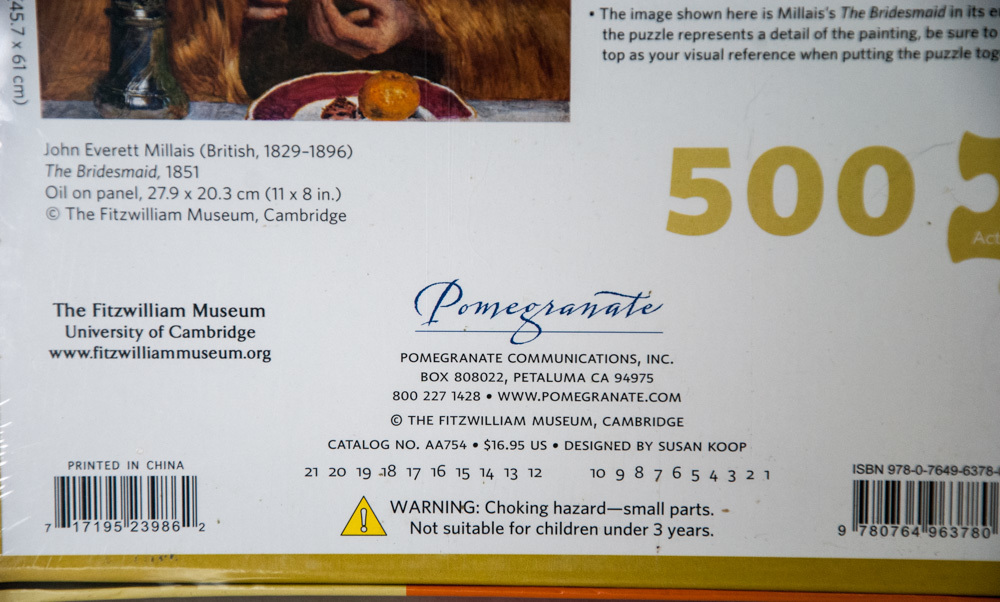 45.7 x 61 cm)
• The image shown here is Millais's The Bridesmaid in its
the puzzle represents a detail of the painting, be sure to
top as your visual reference when putting the puzzle
John Everett Millais (British, 1829–1896)
The Bridesmaid, 1851
Oil on panel, 27.9 x 20.3 cm (11 x 8 in.)
© The Fitzwilliam Museum, Cambridge
500
The Fitzwilliam Museum
University of Cambridge
www.fitzwilliammuseum.org
Pomegranate
POMEGRANATE COMMUNICATIONS, INC.
BOX 808022, PETALUMA CA 94975
800 227 1428 • WWW.POMEGRANATE.COM
© THE FITZWILLIAM MUSEUM, CAMBRIDGE
CATALOG NO. AA754 • $16.95 US • DESIGNED BY SUSAN KOOP
21 20 19 18 17 16 15 14 13 12 10 9 8 7 6 5 4 3 2 1
WARNING: Choking hazard—small parts.
Not suitable for children under 3 years.
PRINTED IN CHINA
7 17195 23986 2
ISBN 978-0-7649-6378-
9 780764 963780